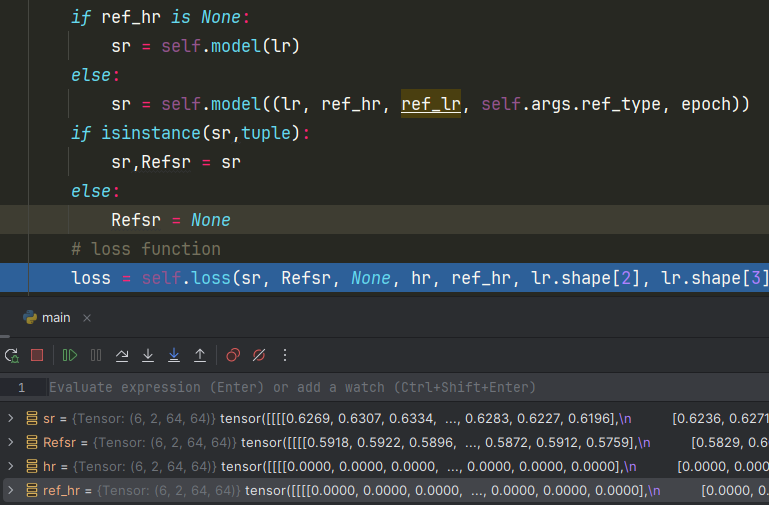 if ref_hr is None:
sr = self.model(lr)
else:
sr = self.model((lr, ref_hr, ref_lr, self.args.ref_type, epoch))
if isinstance(sr,tuple):
sr,Refsr = sr
else:
Refsr = None
# loss function
loss = self.loss(sr, Refsr, None, hr, ref_hr, lr.shape[2], lr.shape[3]
main ×
1 Evaluate expression (Enter) or add a watch (Ctrl+Shift+Enter)
sr = {Tensor: (6, 2, 64, 64)} tensor([[[[0.6269, 0.6307, 0.6334, ..., 0.6283, 0.6227, 0.6196],\n [0.6236, 0.6271
Refsr = {Tensor: (6, 2, 64, 64)} tensor([[[[0.5918, 0.5922, 0.5896, ..., 0.5872, 0.5912, 0.5759],\n [0.5829, 0.6
hr = {Tensor: (6, 2, 64, 64)} tensor([[[[0.0000, 0.0000, 0.0000, ..., 0.0000, 0.0000, 0.0000],\n [0.0000, 0.000
ref_hr = {Tensor: (6, 2, 64, 64)} tensor([[[[0.0000, 0.0000, 0.0000, ..., 0.0000, 0.0000, 0.0000],\n [0.0000, 0.